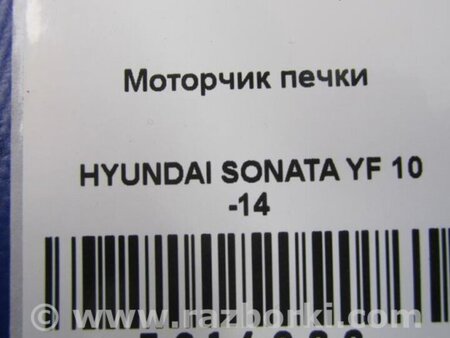 Моторчик печки
HYUNDAI SONATA YF 10
-14
© www.razborki.com